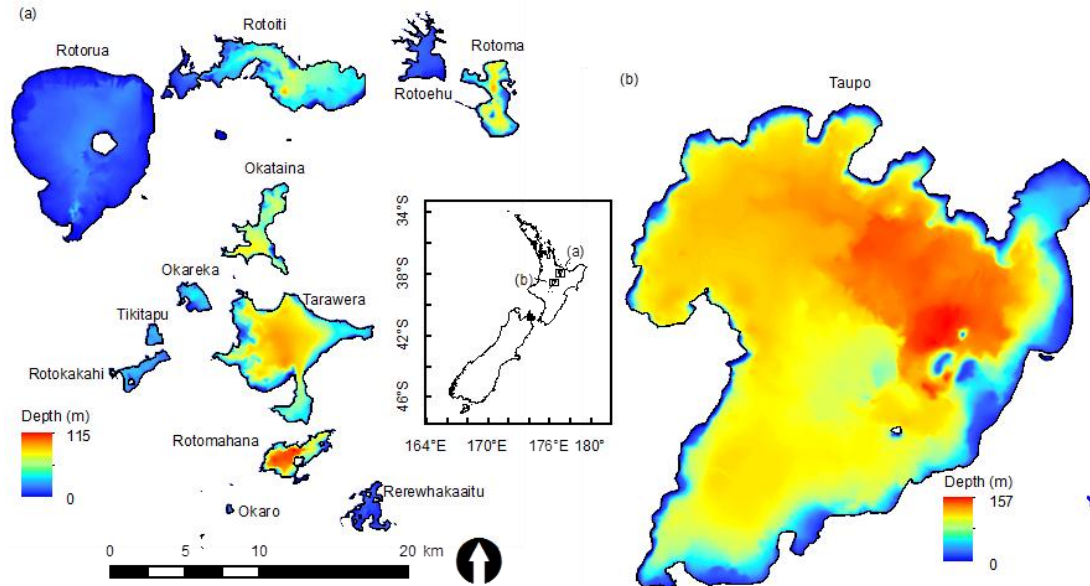 (a)
Rotorua
Rotoiti
Rotoma
Rotoehu
Okataina
Okareka
Tikitapu
Tarawera
Rotokakahi
Depth (m)
115
0
Rotomahana
Okaro
Rerewhakaaitu
0 5 10 20 km
34°S
38°S
42°S
46°S
164°E 170°E 176°E 180°
(a)
(b)
(b)
Taupo
Depth (m)
157
0